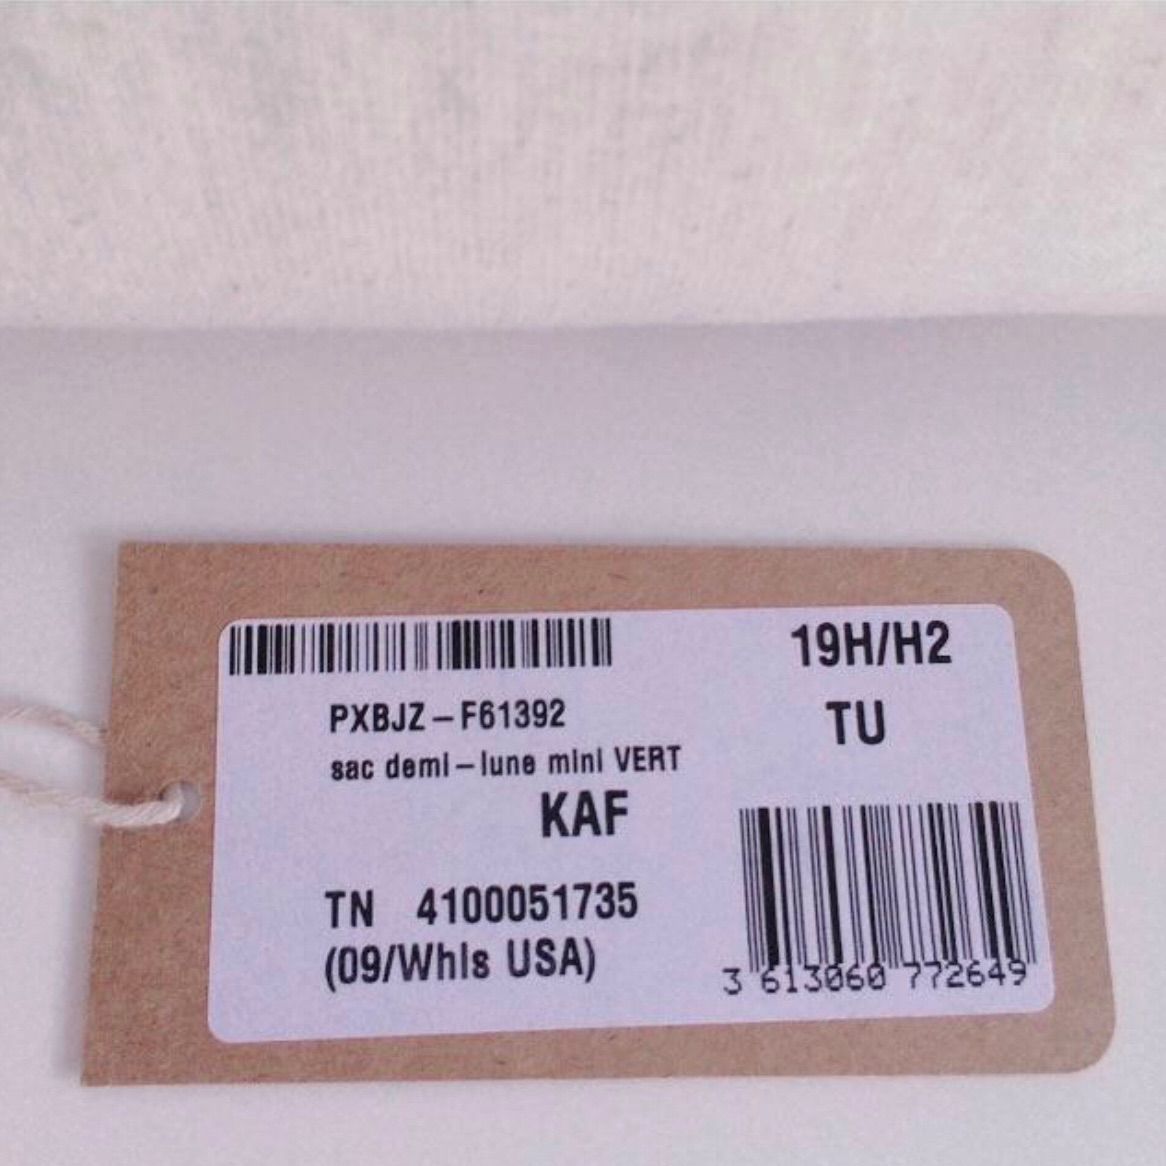 19H/H2
PXBJZ – F61392
TU
sac demi – lune mini VERT
KAF
TN 4100051735
(09/Whls USA)
3 613060 772649